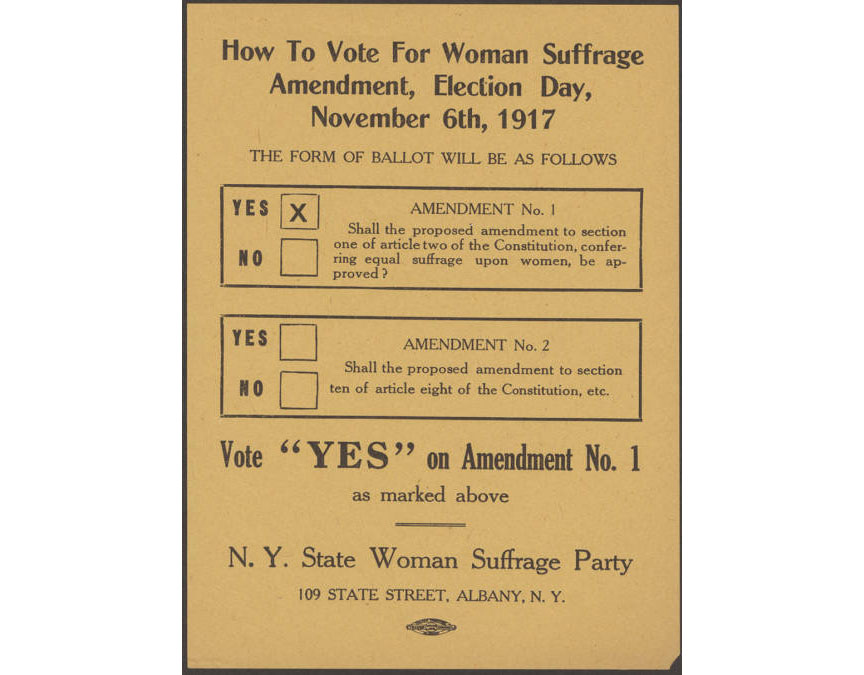 How To Vote For Woman Suffrage
Amendment, Election Day,
November 6th, 1917
THE FORM OF BALLOT WILL BE AS FOLLOWS
YES X
NO
AMENDMENT No. 1
Shall the proposed amendment to section
one of article two of the Constitution, confer-
ring equal suffrage upon women, be ap-
proved?
YES
NO
AMENDMENT No. 2
Shall the proposed amendment to section
ten of article eight of the Constitution, etc.
Vote "YES" on Amendment No. 1
as marked above
N. Y. State Woman Suffrage Party
109 STATE STREET, ALBANY, N. Y.